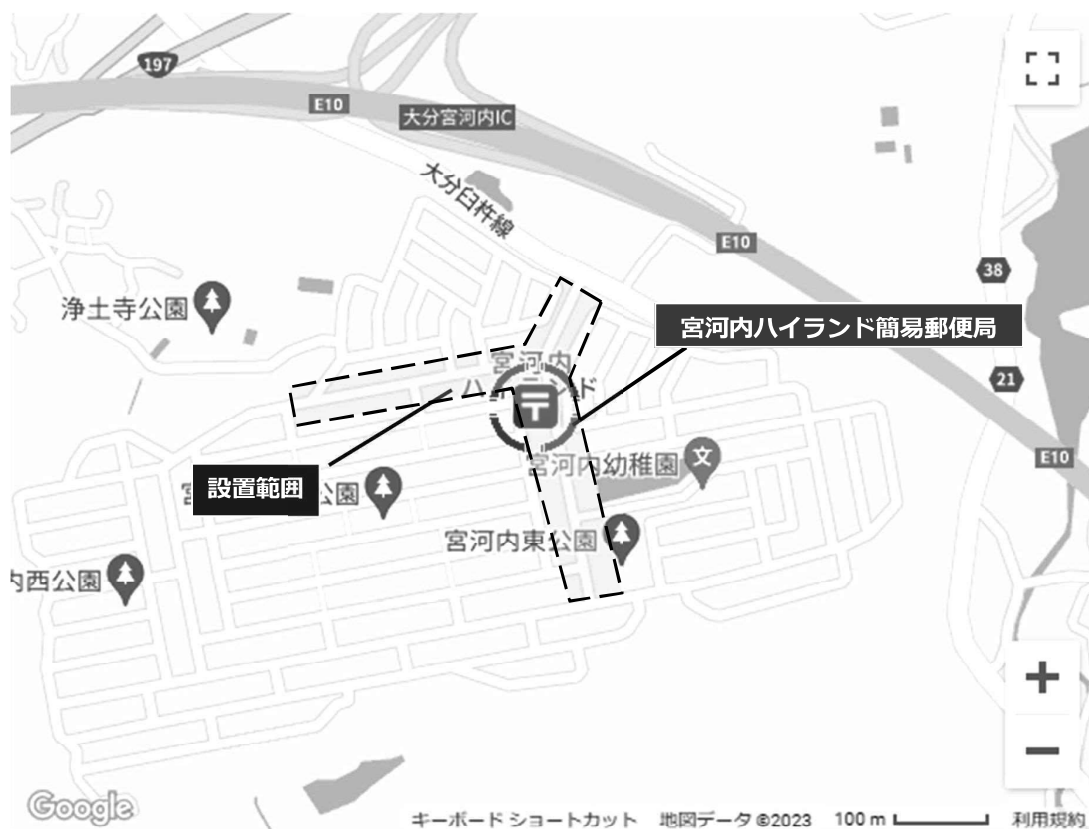 197
E10
大分宮河内IC
大分臼杵線
E10
38
浄土寺公園
宮河内ハイランド簡易郵便局
宮河内
ハイランド
21
E10
宮河内幼稚園
設置範囲
公園
宮河内東公園
内西公園
Google
キーボード ショートカット
地図データ ©2023
100 m
利用規約